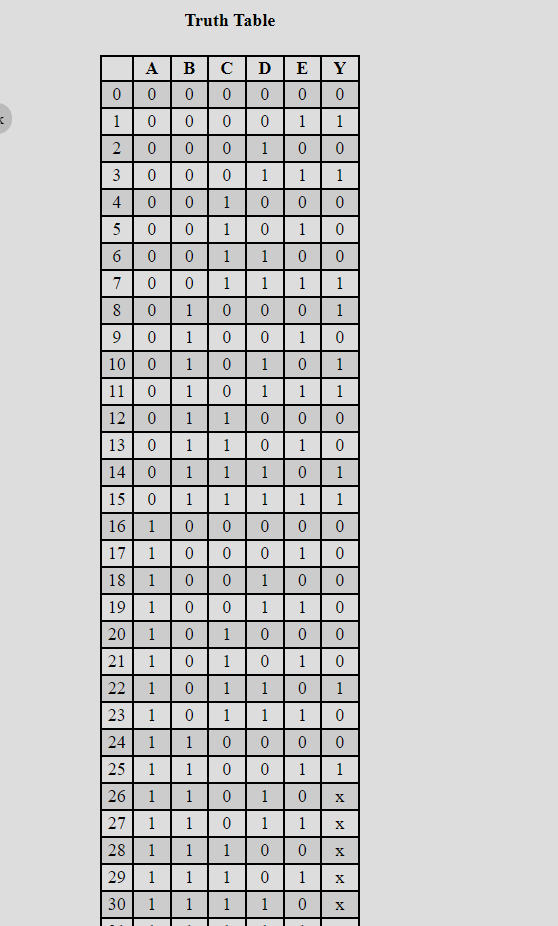 Truth Table
A B C D E Y
0 0 0 0 0 0 0
1 0 0 0 0 1 1
2 0 0 0 1 0 0
3 0 0 0 1 1 1
4 0 0 1 0 0 0
5 0 0 1 0 1 0
6 0 0 1 1 0 0
7 0 0 1 1 1 1
8 0 1 0 0 0 1
9 0 1 0 0 1 0
10 0 1 0 1 0 1
11 0 1 0 1 1 1
12 0 1 1 0 0 0
13 0 1 1 0 1 0
14 0 1 1 1 0 1
15 0 1 1 1 1 1
16 1 0 0 0 0 0
17 1 0 0 0 1 0
18 1 0 0 1 0 0
19 1 0 0 1 1 0
20 1 0 1 0 0 0
21 1 0 1 0 1 0
22 1 0 1 1 0 1
23 1 0 1 1 1 0
24 1 1 0 0 0 0
25 1 1 0 0 1 1
26 1 1 0 1 0 x
27 1 1 0 1 1 x
28 1 1 1 0 0 x
29 1 1 1 0 1 x
30 1 1 1 1 0 x